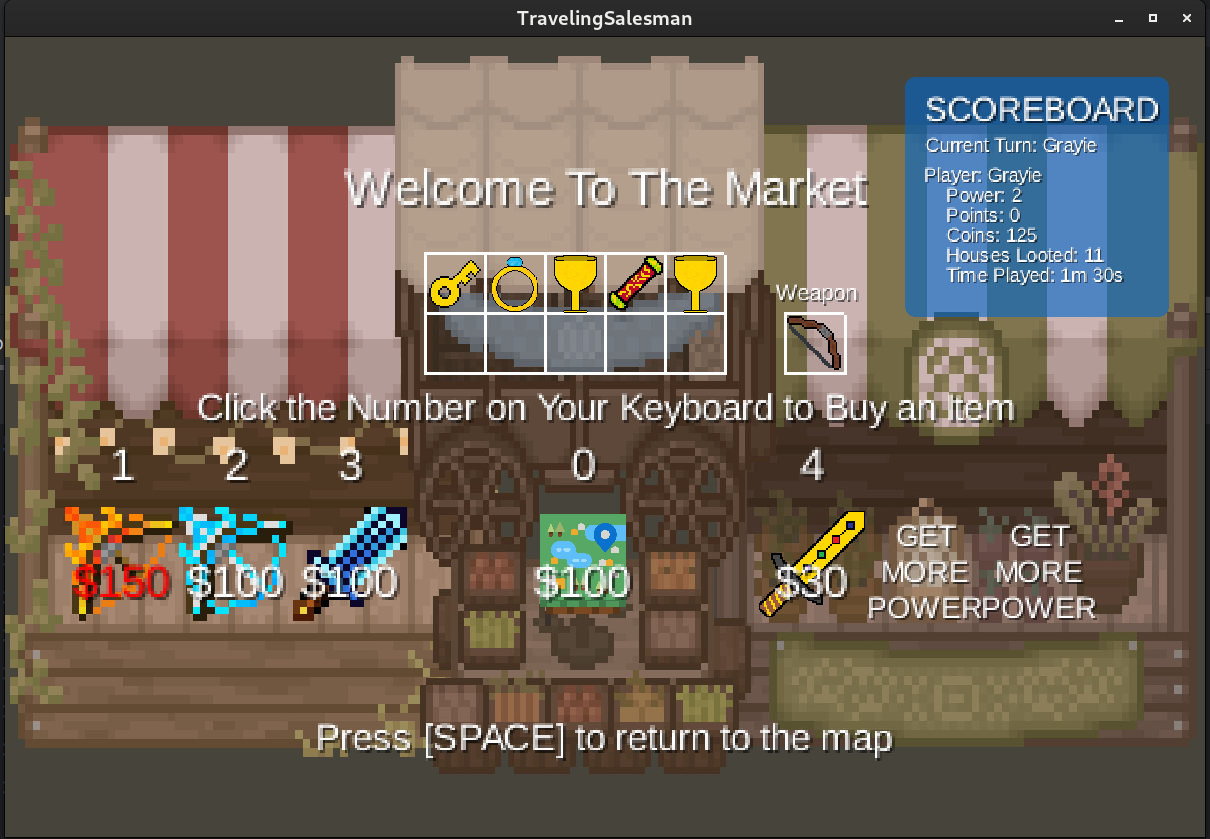 TravelingSalesman
SCOREBOARD
Current Turn: Grayie
Player: Grayie
Power: 2
Points: 0
Coins: 125
Houses Looted: 11
Time Played: 1m 30s
Welcome To The Market
Weapon
Click the Number on Your Keyboard to Buy an Item
1 2 3 0 4
$150 $100 $100 $100 $30
GET MORE POWER
GET MORE POWER
Press [SPACE] to return to the map